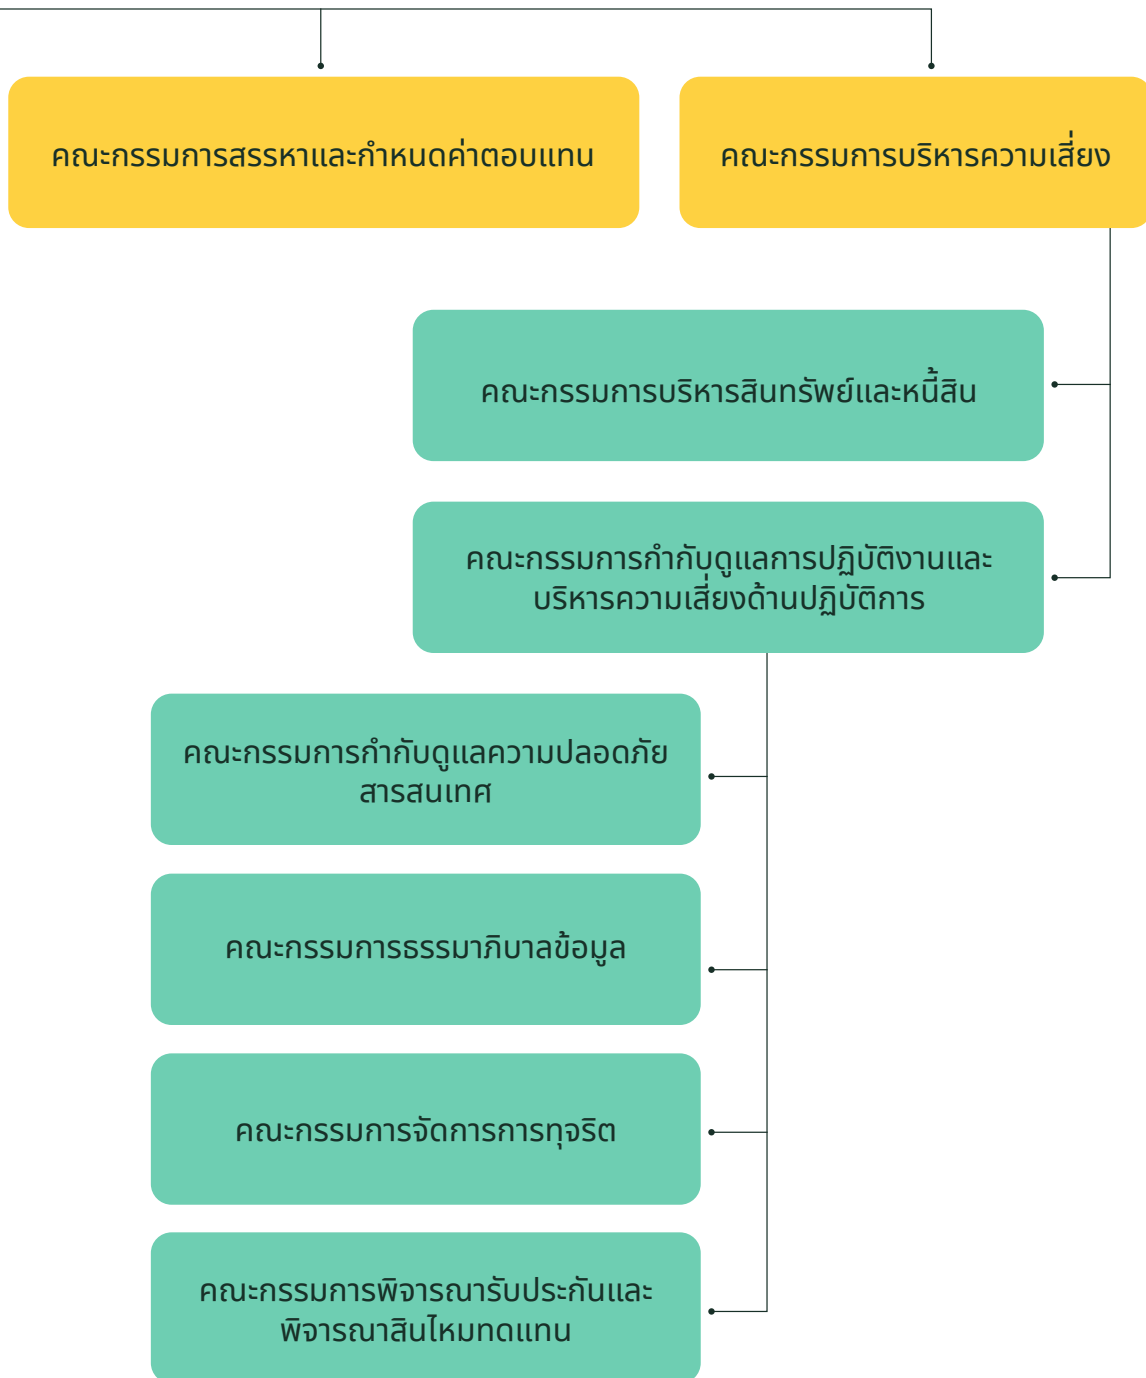 คณะกรรมการสรรหาและกำหนดค่าตอบแทน
คณะกรรมการบริหารความเสี่ยง
คณะกรรมการบริหารสินทรัพย์และหนี้สิน
คณะกรรมการกำกับดูแลการปฏิบัติงานและ
บริหารความเสี่ยงด้านปฏิบัติการ
คณะกรรมการกำกับดูแลความปลอดภัย
สารสนเทศ
คณะกรรมการธรรมาภิบาลข้อมูล
คณะกรรมการจัดการการทุจริต
คณะกรรมการพิจารณารับประกันและ
พิจารณาสินไหมทดแทน